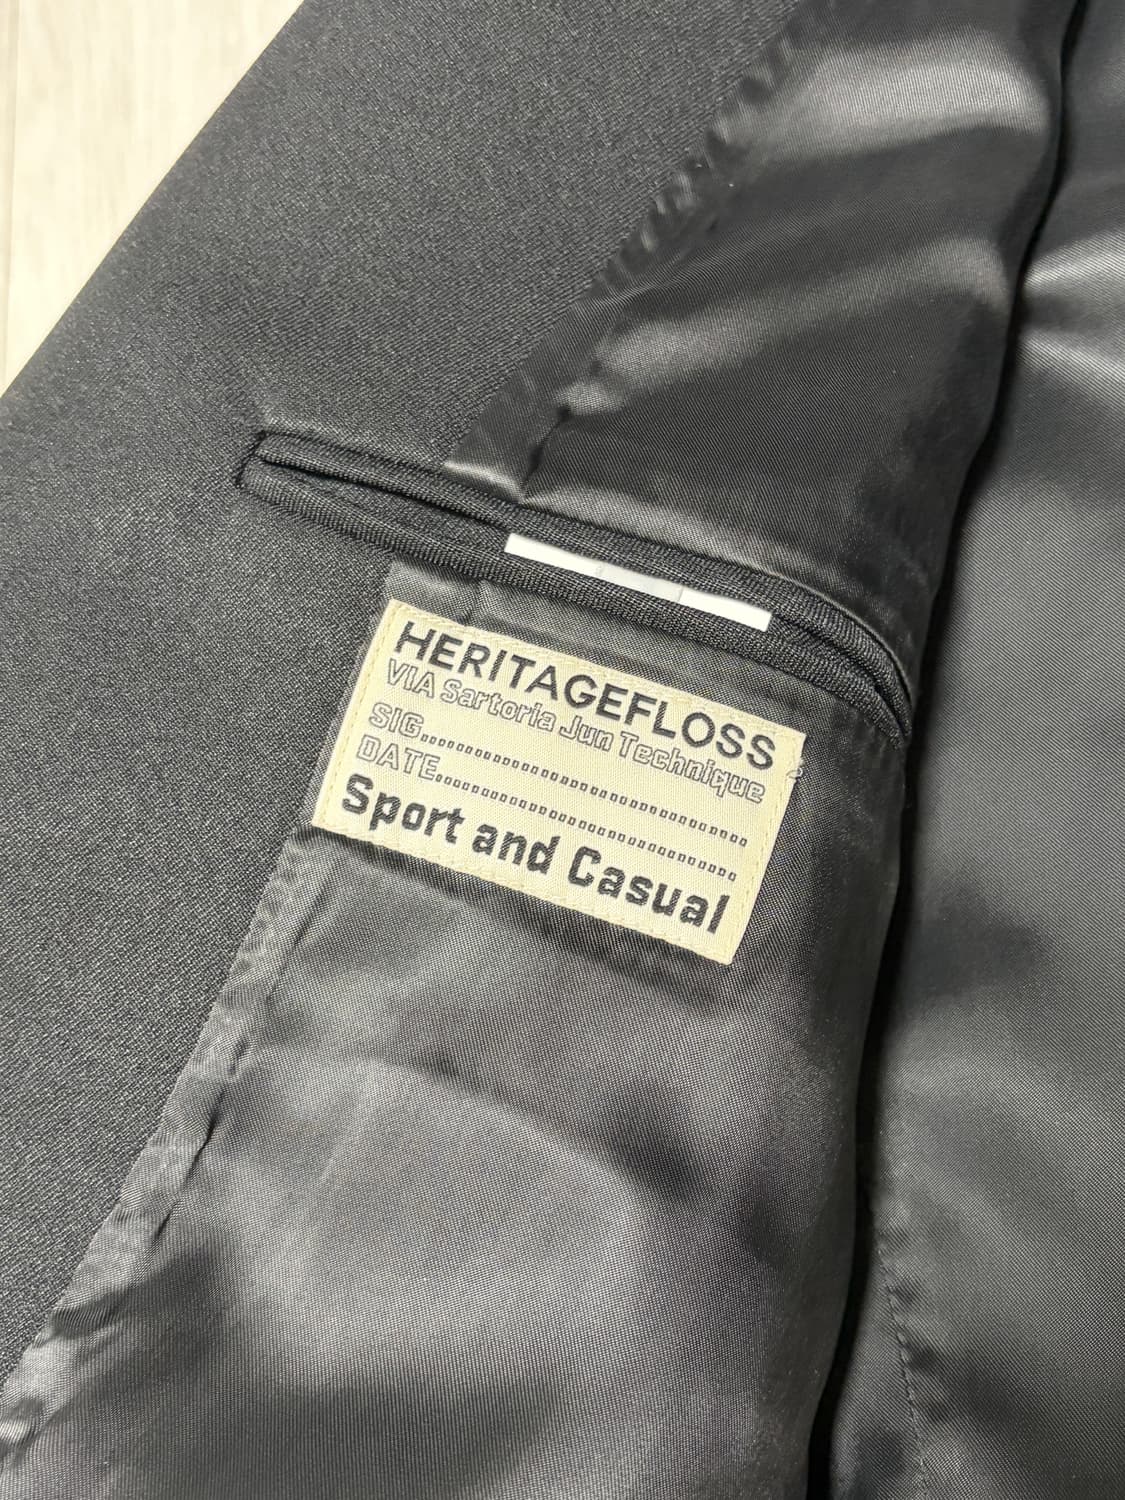 HERITAGEFLOSS
VIA Sartoria Jun Technique
SIG..............................
DATE..............................
Sport and Casual